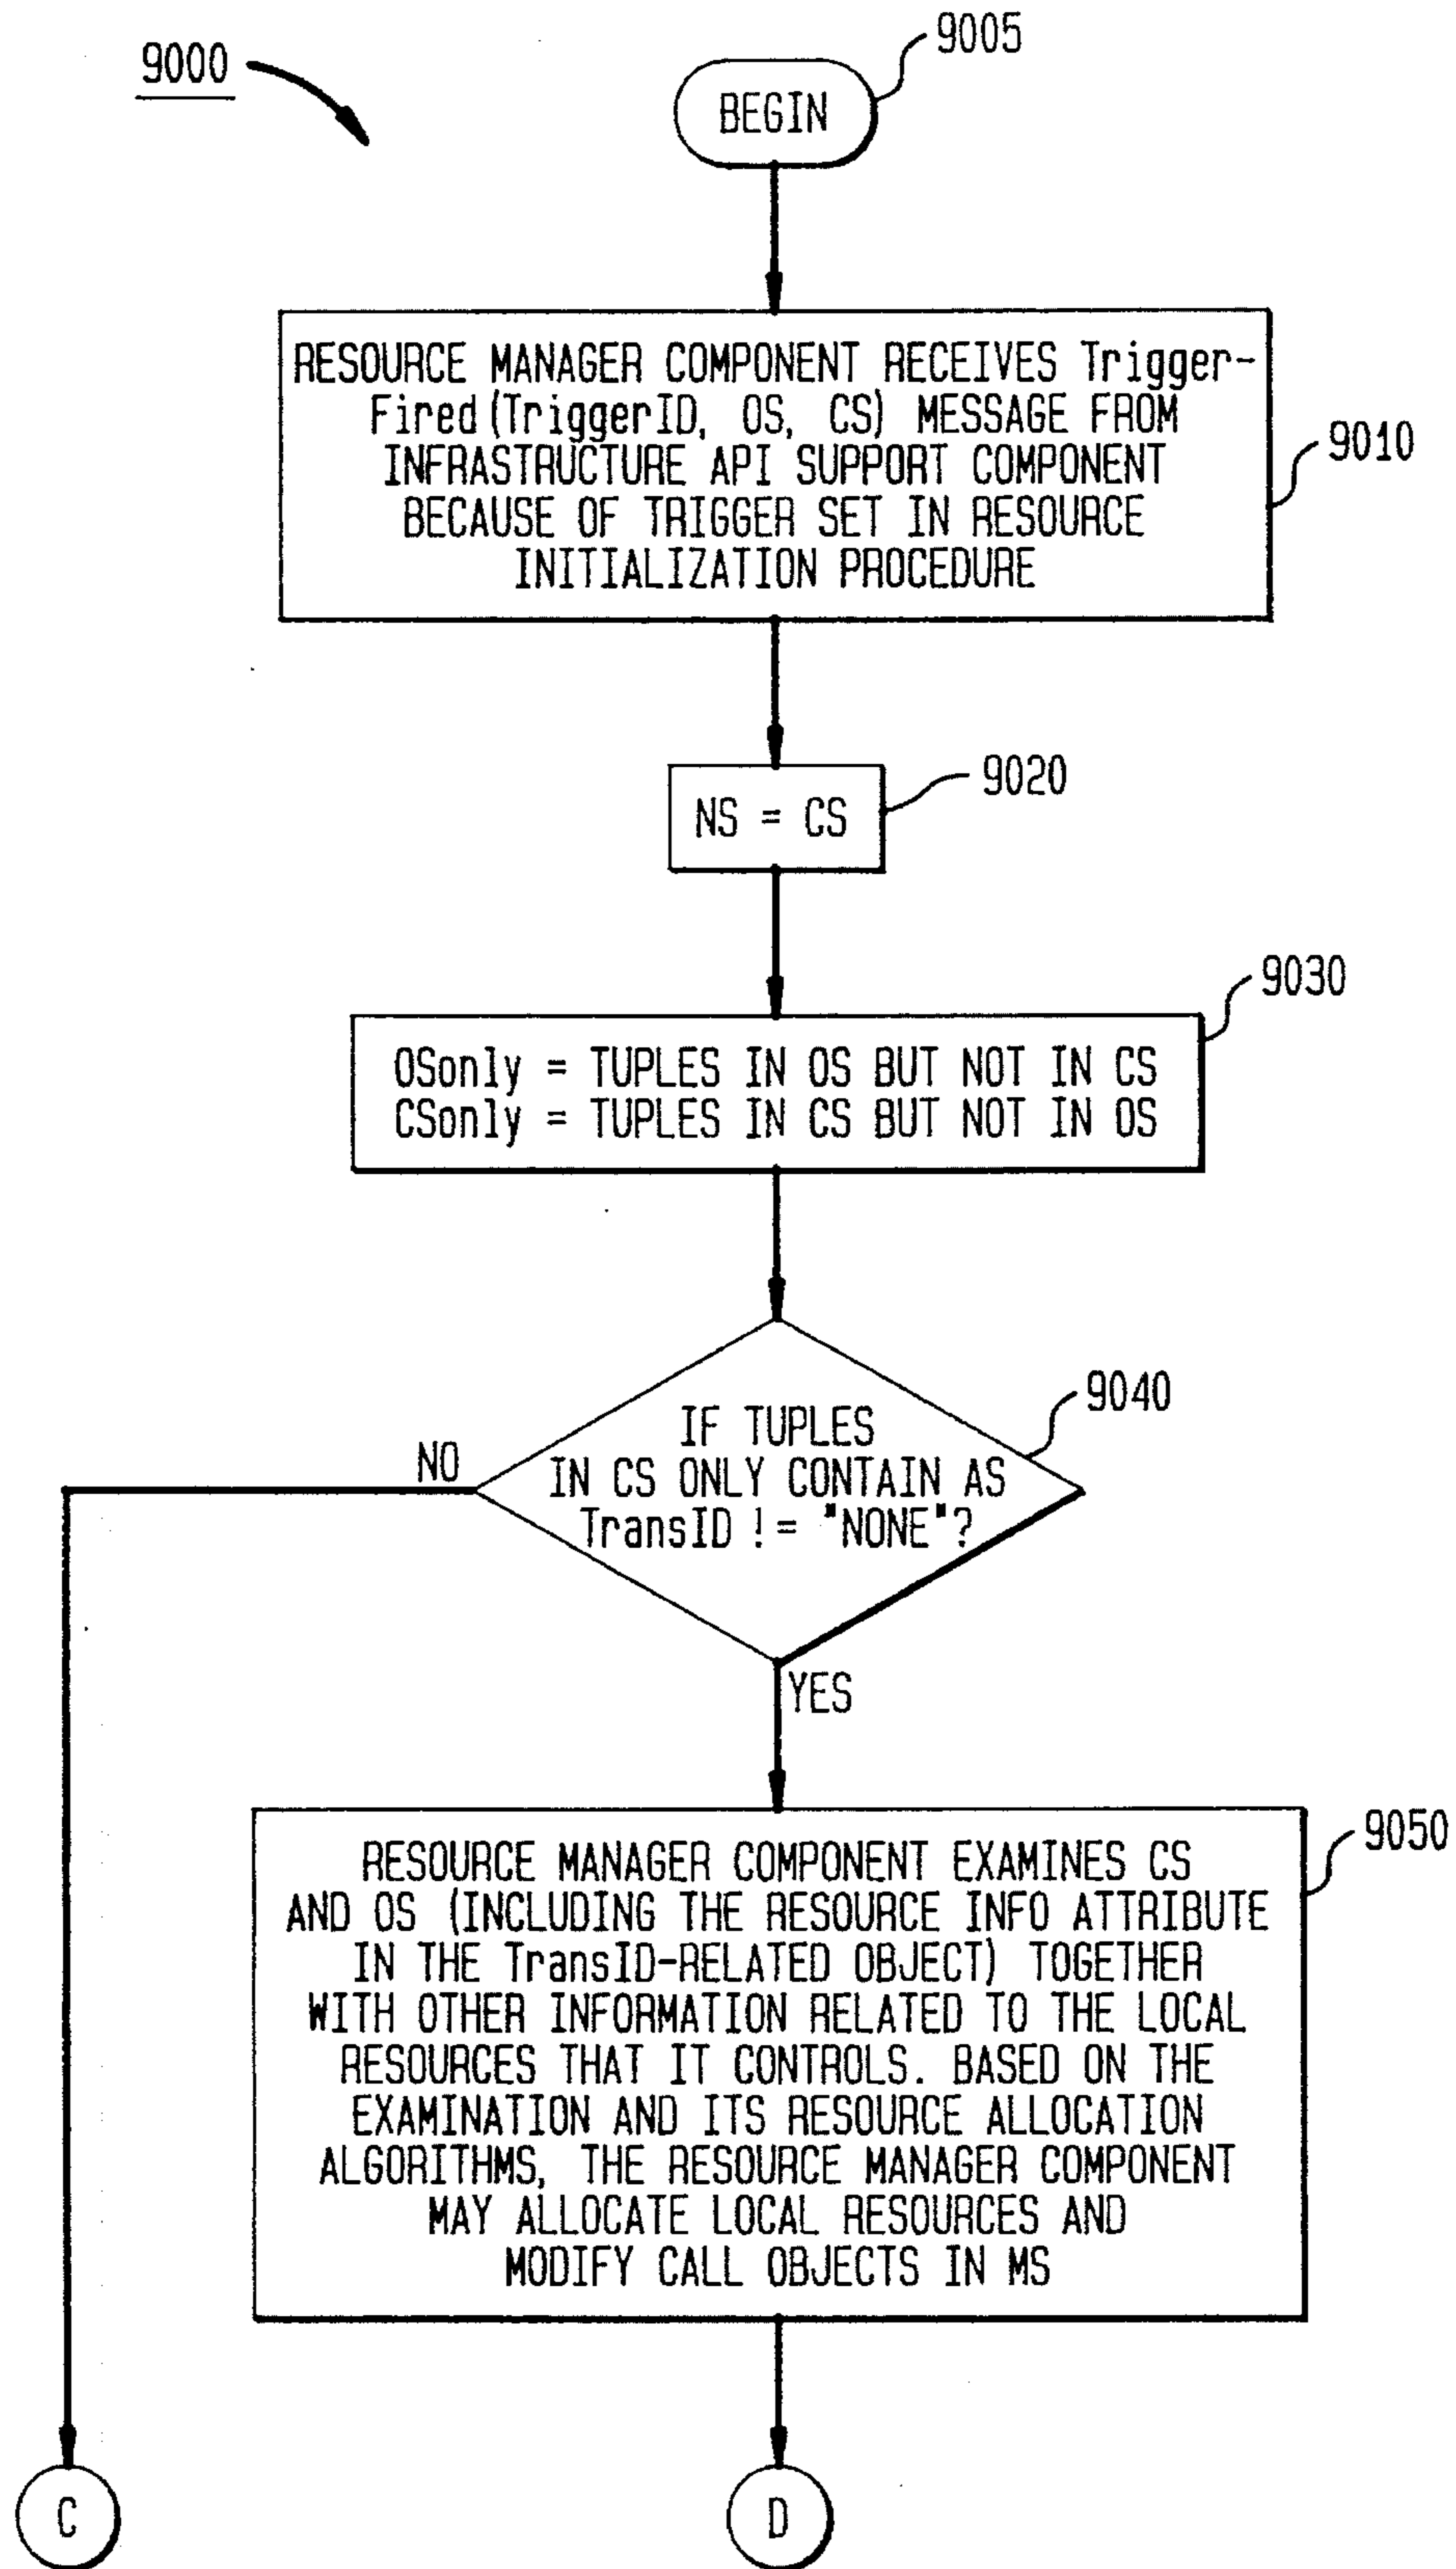 9000
9005
BEGIN
RESOURCE MANAGER COMPONENT RECEIVES Trigger-
Fired (TriggerID, OS, CS) MESSAGE FROM
INFRASTRUCTURE API SUPPORT COMPONENT
BECAUSE OF TRIGGER SET IN RESOURCE
INITIALIZATION PROCEDURE
9010
NS = CS
9020
9030
OSonly = TUPLES IN OS BUT NOT IN CS
CSonly = TUPLES IN CS BUT NOT IN OS
9040
IF TUPLES
IN CS ONLY CONTAIN AS
TransID != "NONE"?
NO
YES
9050
RESOURCE MANAGER COMPONENT EXAMINES CS
AND OS (INCLUDING THE RESOURCE INFO ATTRIBUTE
IN THE TransID-RELATED OBJECT) TOGETHER
WITH OTHER INFORMATION RELATED TO THE LOCAL
RESOURCES THAT IT CONTROLS. BASED ON THE
EXAMINATION AND ITS RESOURCE ALLOCATION
ALGORITHMS, THE RESOURCE MANAGER COMPONENT
MAY ALLOCATE LOCAL RESOURCES AND
MODIFY CALL OBJECTS IN MS
C
D